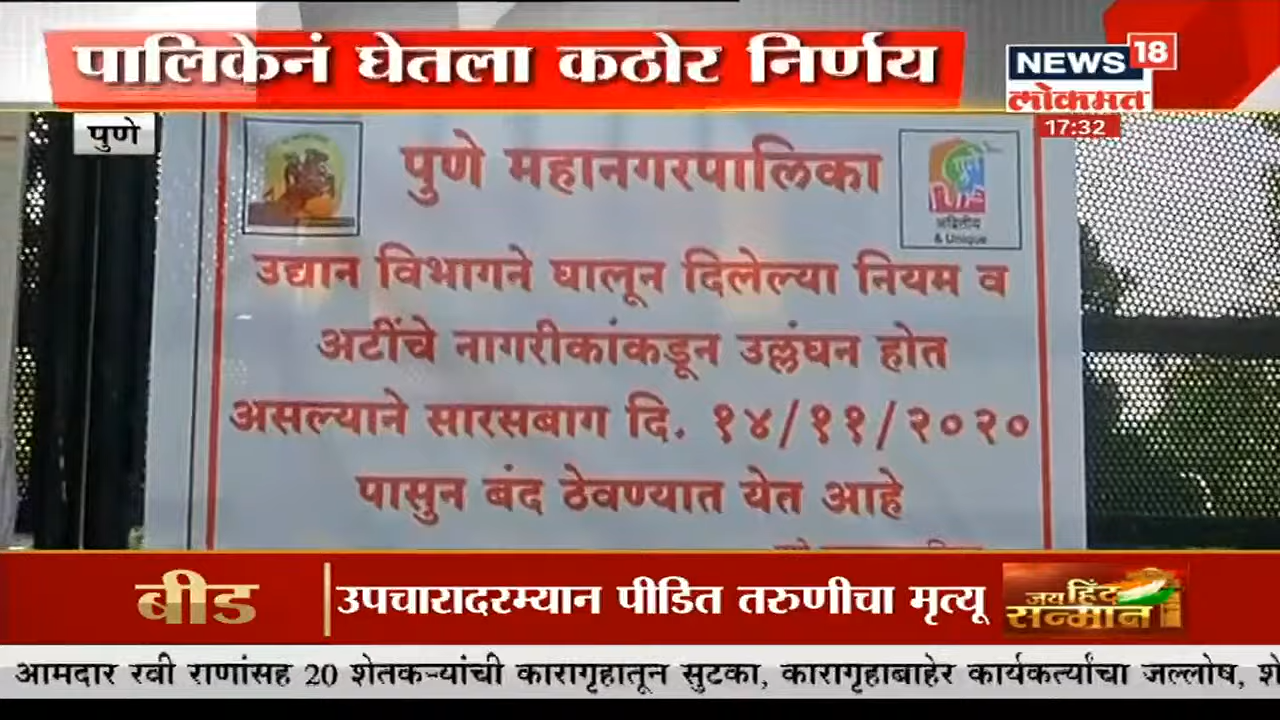 पालिकेनं घेतला कठोर निर्णय
NEWS 18
लोकमत
17:32
पुणे
पुणे महानगरपालिका
पुणे
अद्वितीय
& Unique
उद्यान विभागने घालून दिलेल्या नियम व
अटींचे नागरीकांकडून उल्लंघन होत
असल्याने सारसबाग दि. १४/११/२०२०
पासुन बंद ठेवण्यात येत आहे
बीड
उपचारादरम्यान पीडित तरुणीचा मृत्यू
जय हिंद
सन्मान
आमदार रवी राणांसह 20 शेतकऱ्यांची कारागृहातून सुटका, कारागृहाबाहेर कार्यकर्त्यांचा जल्लोष, शे